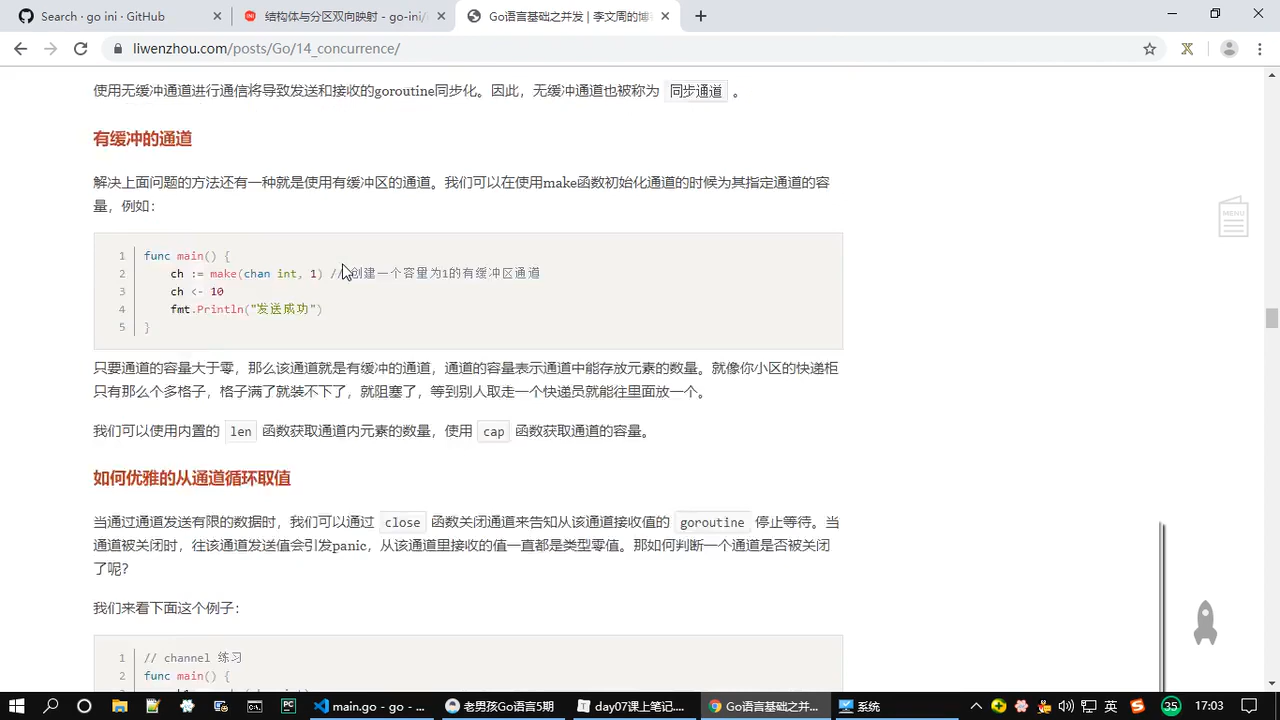 Search · go ini · GitHub
结构体与分区双向映射 - go-ini/
Go语言基础之并发 | 李文周的博
liwenzhou.com/posts/Go/14_concurrence/
使用无缓冲通道进行通信将导致发送和接收的goroutine同步化。因此，无缓冲通道也被称为 同步通道 。
有缓冲的通道
解决上面问题的方法还有一种就是使用有缓冲区的通道。我们可以在使用make函数初始化通道的时候为其指定通道的容
量，例如：
1 func main() {
2 ch := make(chan int, 1) // 创建一个容量为1的有缓冲区通道
3 ch <- 10
4 fmt.Println("发送成功")
5 }
只要通道的容量大于零，那么该通道就是有缓冲的通道，通道的容量表示通道中能存放元素的数量。就像你小区的快递柜
只有那么个多格子，格子满了就装不下了，就阻塞了，等到别人取走一个快递员就能往里面放一个。
我们可以使用内置的 len 函数获取通道内元素的数量，使用 cap 函数获取通道的容量。
如何优雅的从通道循环取值
当通过通道发送有限的数据时，我们可以通过 close 函数关闭通道来告知从该通道接收值的 goroutine 停止等待。当
通道被关闭时，往该通道发送值会引发panic，从该通道里接收的值一直都是类型零值。那如何判断一个通道是否被关闭
了呢？
我们来看下面这个例子：
1 // channel 练习
2 func main() {
MENU
main.go - go - ...
老男孩Go语言5期
day07课上笔记....
Go语言基础之并...
系统
英
35
17:03